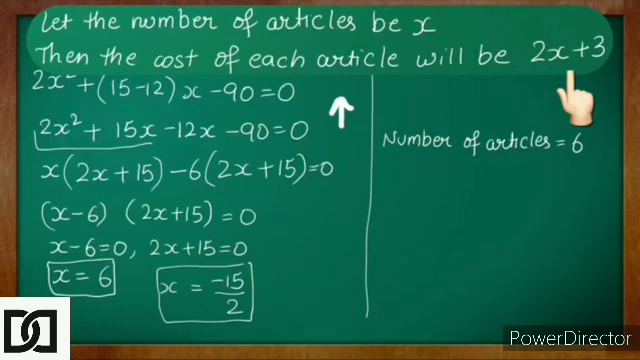 Let the number of articles be x
Then the cost of each article will be 2x+3
2x²+(15-12)x-90=0
2x²+15x-12x-90=0
x(2x+15)-6(2x+15)=0
(x-6) (2x+15)=0
x-6=0, 2x+15=0
x=6
x=-15/2
Number of articles=6
PowerDirector